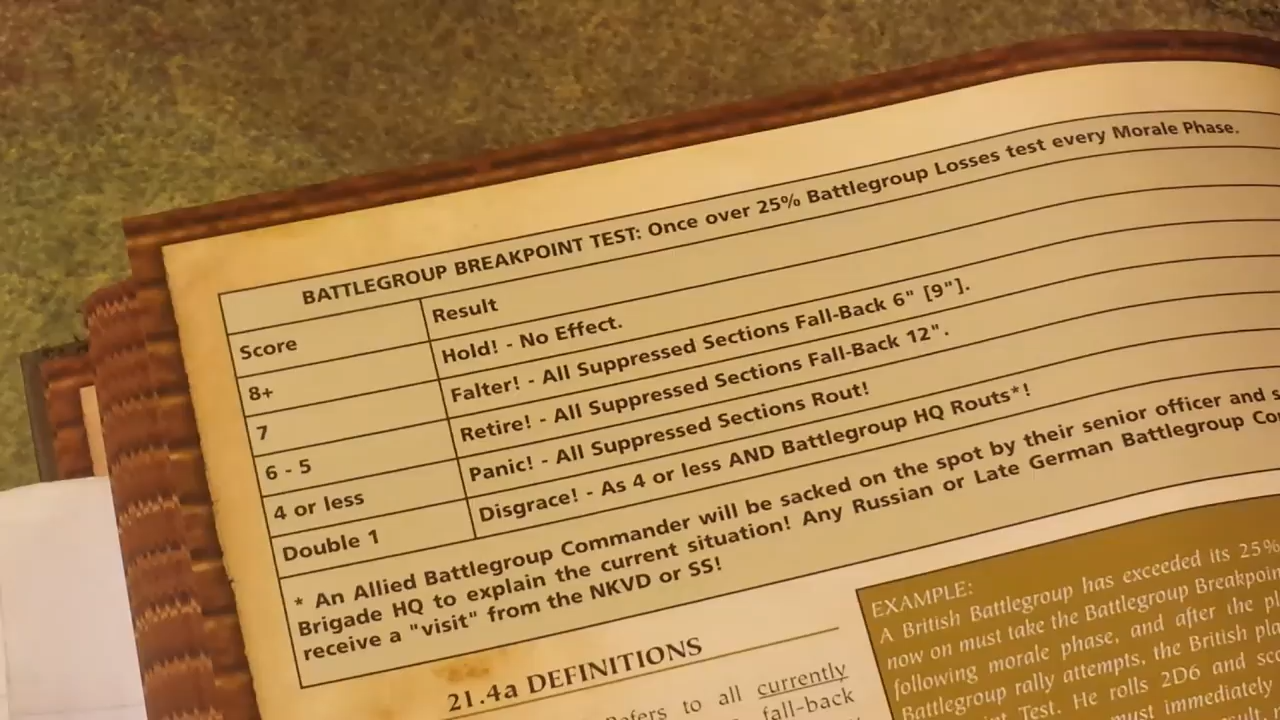 BATTLEGROUP BREAKPOINT TEST: Once over 25% Battlegroup Losses test every Morale Phase.
Score Result
8+ Hold! - No Effect.
7 Falter! - All Suppressed Sections Fall-Back 6" [9"].
6 - 5 Retire! - All Suppressed Sections Fall-Back 12".
4 or less Panic! - All Suppressed Sections Rout!
Double 1 Disgrace! - As 4 or less AND Battlegroup HQ Routs*!
* An Allied Battlegroup Commander will be sacked on the spot by their senior officer and
Brigade HQ to explain the current situation! Any Russian or Late German Battlegroup
receive a "visit" from the NKVD or SS!
21.4a DEFINITIONS
to all currently
fall-back
EXAMPLE:
A British Battlegroup has exceeded its 25%
now on must take the Battlegroup
following morale phase, and after the
Battlegroup rally attempts, the British
Test. He rolls 2D6 and
must immediately